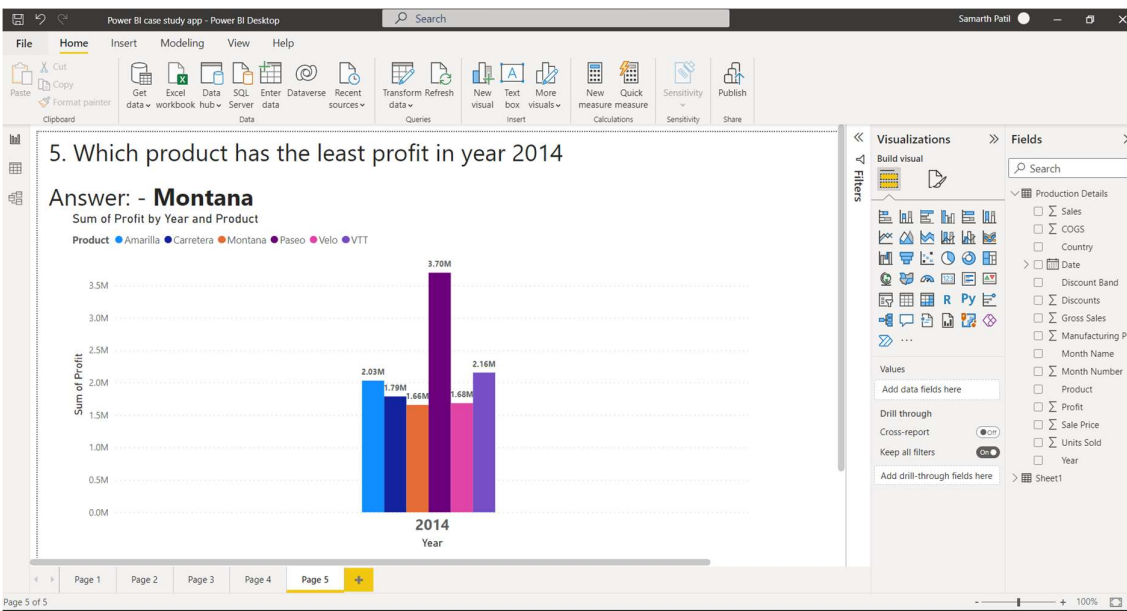 Power BI case study app - Power BI Desktop
Search
Samarth Patil
File Home Insert Modeling View Help
Paste
Cut
Copy
Format painter
Clipboard
Get data
Excel workbook
Data hub
SQL Server
Enter data
Dataverse
Recent sources
Data
Transform data
Refresh
Queries
New visual
Text box
More visuals
Insert
New measure
Quick measure
Calculations
Sensitivity
Sensitivity
Publish
Share
5. Which product has the least profit in year 2014
Answer: - Montana
Sum of Profit by Year and Product
Product Amarilla Carretera Montana Paseo Velo VTT
3.70M
3.5M
3.0M
2.5M
2.16M
2.03M
2.0M
1.79M
1.66M
1.68M
1.5M
1.0M
0.5M
0.0M
Sum of Profit
2014
Year
Filters
Visualizations
Build visual
R Py
Values
Add data fields here
Drill through
Cross-report
Off
Keep all filters
On
Add drill-through fields here
Fields
Search
Production Details
Sales
COGS
Country
Date
Discount Band
Discounts
Gross Sales
Manufacturing P
Month Name
Month Number
Product
Profit
Sale Price
Units Sold
Year
Sheet1
Page 1 Page 2 Page 3 Page 4 Page 5 +
Page 5 of 5
- + 100%